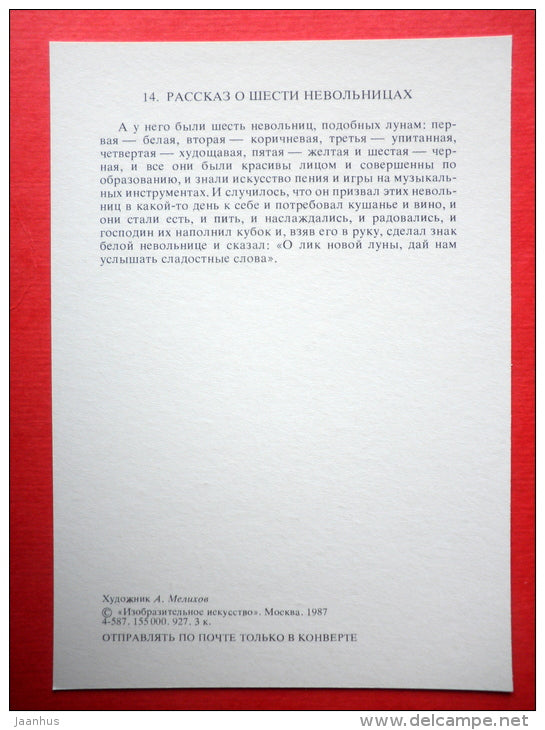 14. РАССКАЗ О ШЕСТИ НЕВОЛЬНИЦАХ
А у него были шесть невольниц, подобных лунам: пер-
вая — белая, вторая — коричневая, третья — упитанная,
четвертая — худощавая, пятая — желтая и шестая — чер-
ная, и все они были красивы лицом и совершенны по
образованию, и знали искусство пения и игры на музыкаль-
ных инструментах. И случилось, что он призвал этих неволь-
ниц в какой-то день к себе и потребовал кушанье и вино, и
они стали есть, и пить, и наслаждались, и радовались, и
господин их наполнил кубок и, взяв его в руку, сделал знак
белой невольнице и сказал: «О лик новой луны, дай нам
услышать сладостные слова».
Художник А. Мелихов
© «Изобразительное искусство». Москва. 1987
4-587. 155 000. 927. 3 к.
ОТПРАВЛЯТЬ ПО ПОЧТЕ ТОЛЬКО В КОНВЕРТЕ
Jaanhus
www.delcampe.net